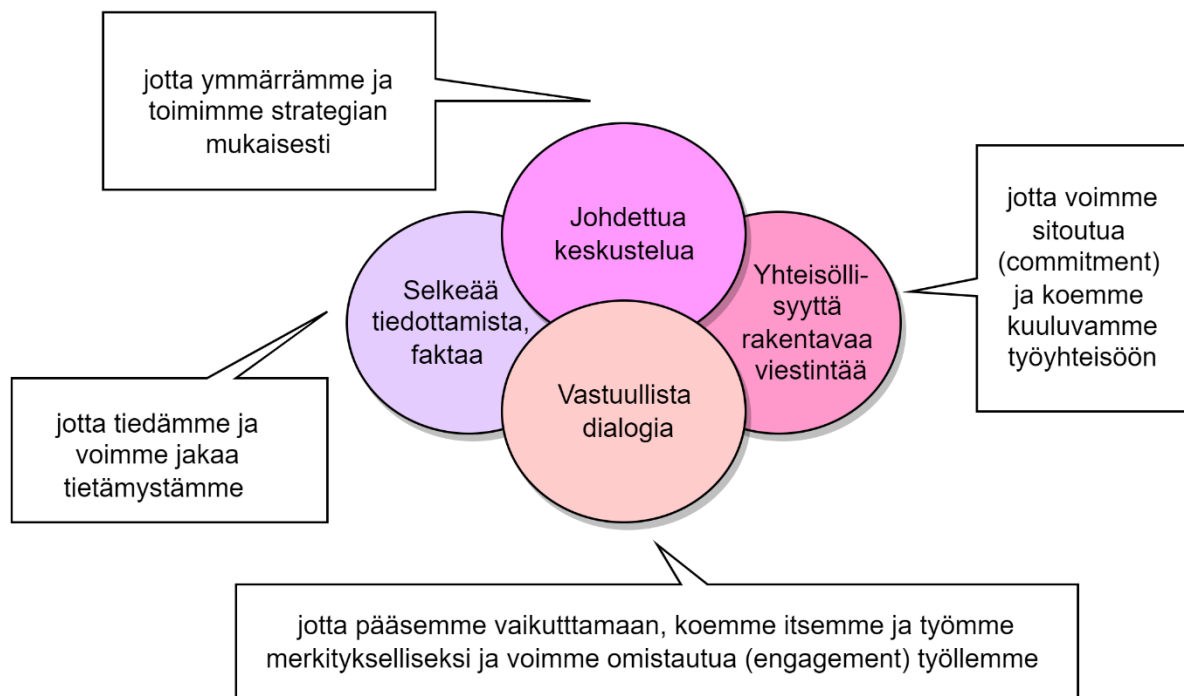 jotta ymmärrämme ja
toimimme strategian
mukaisesti
Johdettua
keskustelua
jotta voimme
sitoutua
(commitment)
ja koemme
kuuluvamme
työyhteisöön
Selkeää
tiedottamista,
faktaa
Yhteisölli-
syyttä
rakentavaa
viestintää
Vastuullista
dialogia
jotta tiedämme ja
voimme jakaa
tietämystämme
jotta pääsemme vaikutttamaan, koemme itsemme ja työmme
merkitykselliseksi ja voimme omistautua (engagement) työllemme